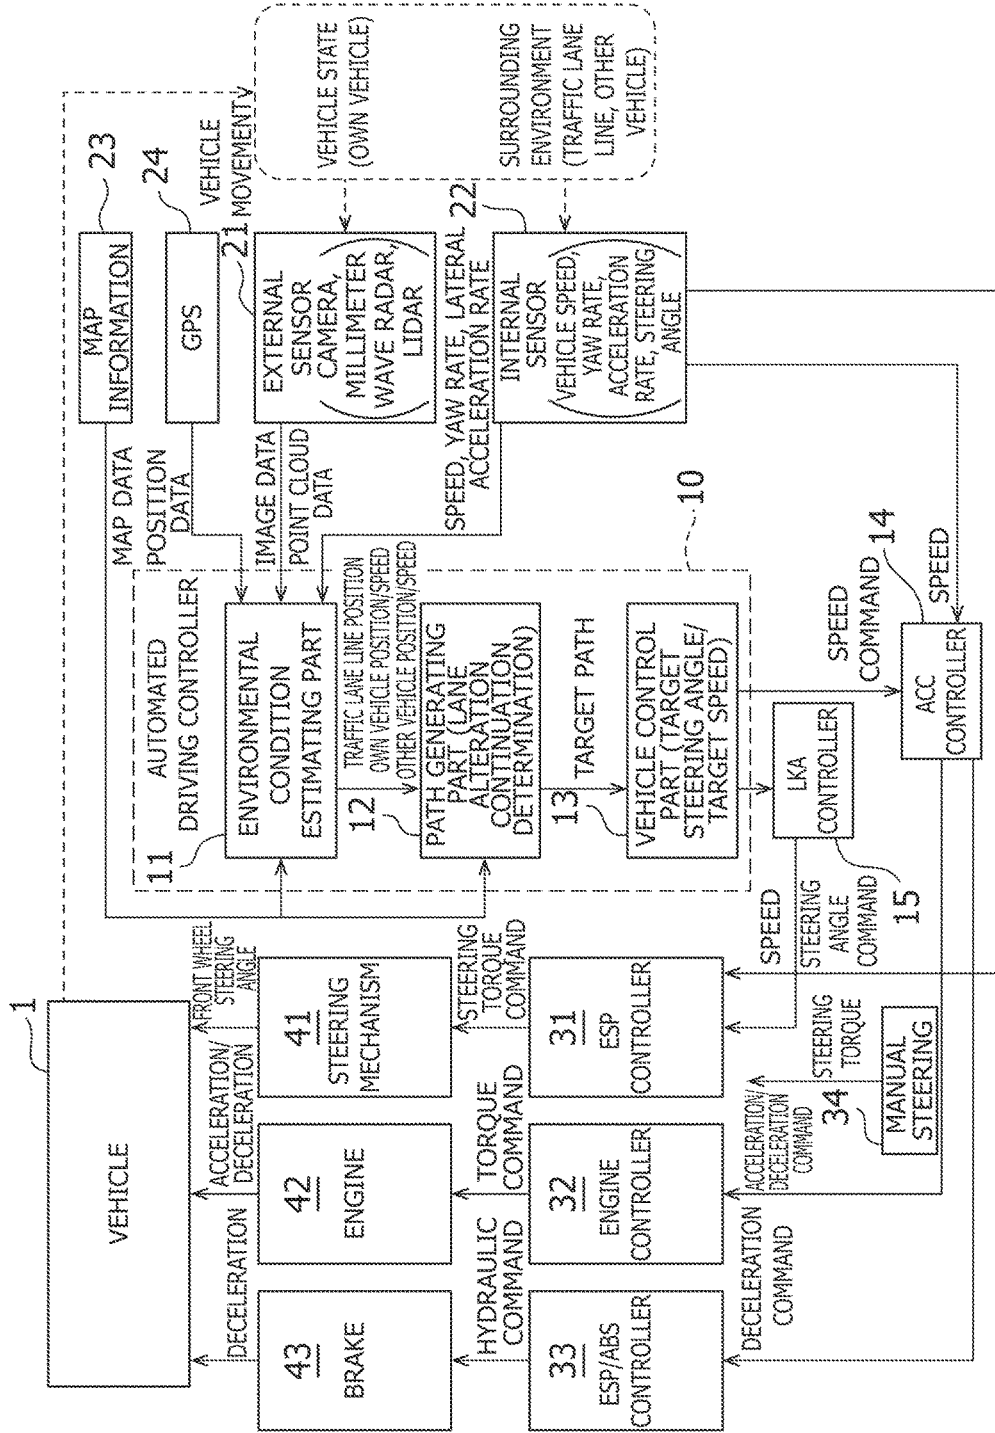 VEHICLE
1
VEHICLE
MOVEMENT
MAP
INFORMATION
23
GPS
24
EXTERNAL
SENSOR
CAMERA,
MILLIMETER
WAVE RADAR,
LIDAR
21
INTERNAL
SENSOR
VEHICLE SPEED,
YAW RATE,
ACCELERATION
RATE, STEERING
ANGLE
22
VEHICLE STATE
(OWN VEHICLE)
SURROUNDING
ENVIRONMENT
(TRAFFIC LANE
LINE, OTHER
VEHICLE)
MAP DATA
POSITION
DATA
IMAGE DATA
POINT CLOUD
DATA
SPEED, YAW RATE, LATERAL
ACCELERATION RATE
AUTOMATED
DRIVING CONTROLLER
10
11
ENVIRONMENTAL
CONDITION
ESTIMATING PART
TRAFFIC LANE LINE POSITION
OWN VEHICLE POSITION/SPEED
OTHER VEHICLE POSITION/SPEED
12
PATH GENERATING
PART (LANE
ALTERATION
CONTINUATION
DETERMINATION)
TARGET PATH
13
VEHICLE CONTROL
PART (TARGET
STEERING ANGLE/
TARGET SPEED)
SPEED
COMMAND
14
SPEED
ACC
CONTROLLER
LKA
CONTROLLER
15
SPEED
STEERING
ANGLE
COMMAND
FRONT WHEEL
STEERING
ANGLE
41
STEERING
MECHANISM
STEERING
TORQUE
COMMAND
31
ESP
CONTROLLER
STEERING
TORQUE
34
MANUAL
STEERING
ACCELERATION/
DECELERATION
42
ENGINE
TORQUE
COMMAND
32
ENGINE
CONTROLLER
ACCELERATION/
DECELERATION
COMMAND
DECELERATION
43
BRAKE
HYDRAULIC
COMMAND
33
ESP/ABS
CONTROLLER
DECELERATION
COMMAND